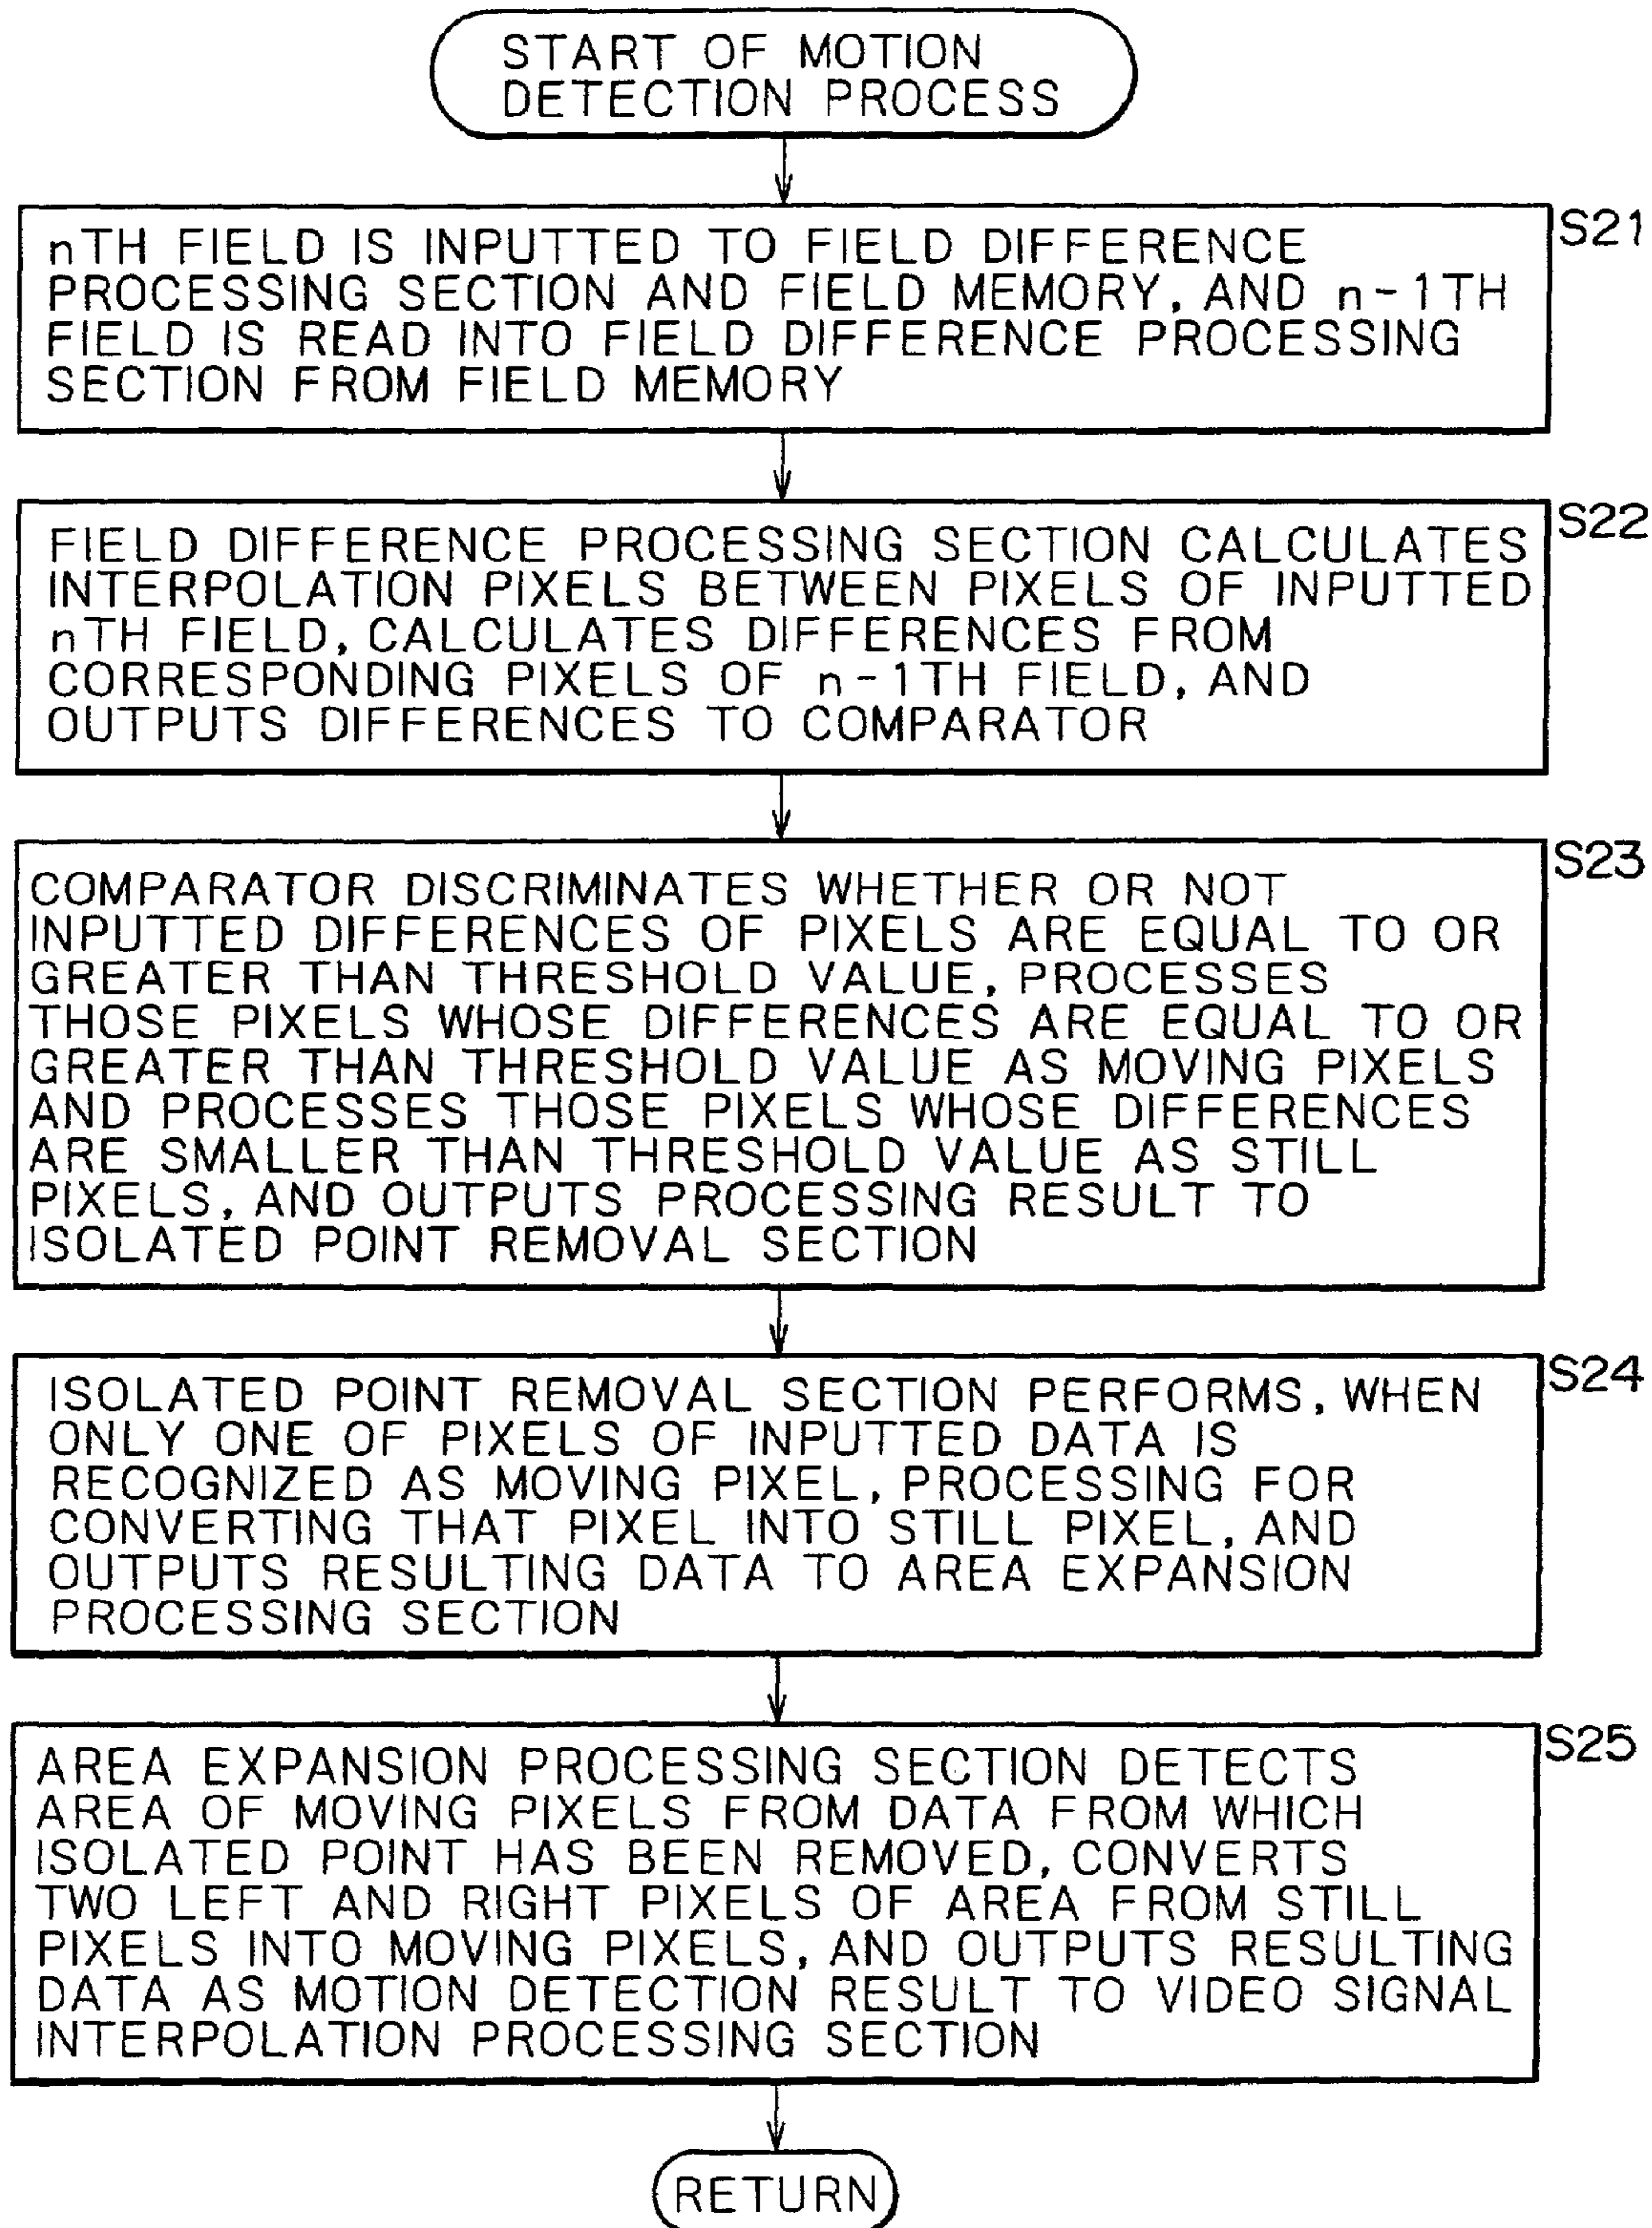 START OF MOTION
DETECTION PROCESS
S21
nTH FIELD IS INPUTTED TO FIELD DIFFERENCE
PROCESSING SECTION AND FIELD MEMORY, AND n-1TH
FIELD IS READ INTO FIELD DIFFERENCE PROCESSING
SECTION FROM FIELD MEMORY
S22
FIELD DIFFERENCE PROCESSING SECTION CALCULATES
INTERPOLATION PIXELS BETWEEN PIXELS OF INPUTTED
nTH FIELD, CALCULATES DIFFERENCES FROM
CORRESPONDING PIXELS OF n-1TH FIELD, AND
OUTPUTS DIFFERENCES TO COMPARATOR
S23
COMPARATOR DISCRIMINATES WHETHER OR NOT
INPUTTED DIFFERENCES OF PIXELS ARE EQUAL TO OR
GREATER THAN THRESHOLD VALUE, PROCESSES
THOSE PIXELS WHOSE DIFFERENCES ARE EQUAL TO OR
GREATER THAN THRESHOLD VALUE AS MOVING PIXELS
AND PROCESSES THOSE PIXELS WHOSE DIFFERENCES
ARE SMALLER THAN THRESHOLD VALUE AS STILL
PIXELS, AND OUTPUTS PROCESSING RESULT TO
ISOLATED POINT REMOVAL SECTION
S24
ISOLATED POINT REMOVAL SECTION PERFORMS, WHEN
ONLY ONE OF PIXELS OF INPUTTED DATA IS
RECOGNIZED AS MOVING PIXEL, PROCESSING FOR
CONVERTING THAT PIXEL INTO STILL PIXEL, AND
OUTPUTS RESULTING DATA TO AREA EXPANSION
PROCESSING SECTION
S25
AREA EXPANSION PROCESSING SECTION DETECTS
AREA OF MOVING PIXELS FROM DATA FROM WHICH
ISOLATED POINT HAS BEEN REMOVED, CONVERTS
TWO LEFT AND RIGHT PIXELS OF AREA FROM STILL
PIXELS INTO MOVING PIXELS, AND OUTPUTS RESULTING
DATA AS MOTION DETECTION RESULT TO VIDEO SIGNAL
INTERPOLATION PROCESSING SECTION
RETURN